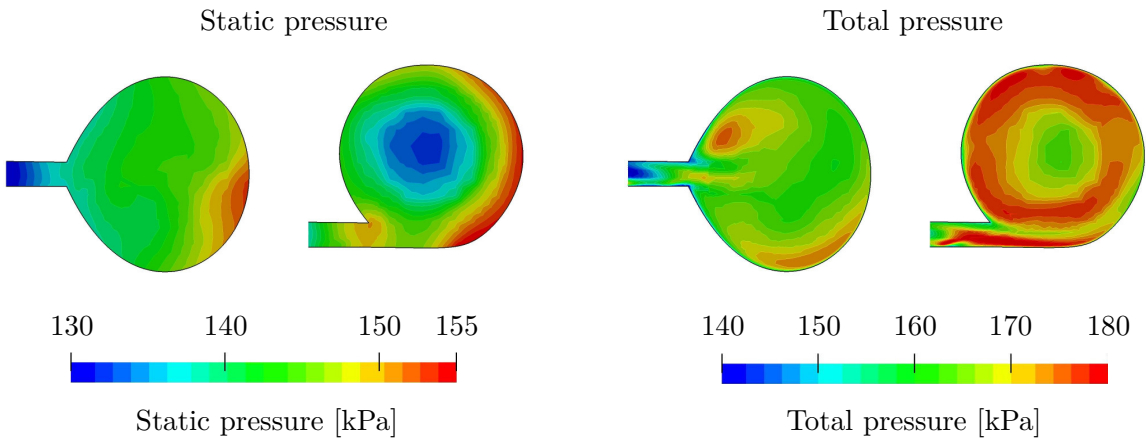 Static pressure
Total pressure
130 140 150 155
140 150 160 170 180
Static pressure [kPa]
Total pressure [kPa]